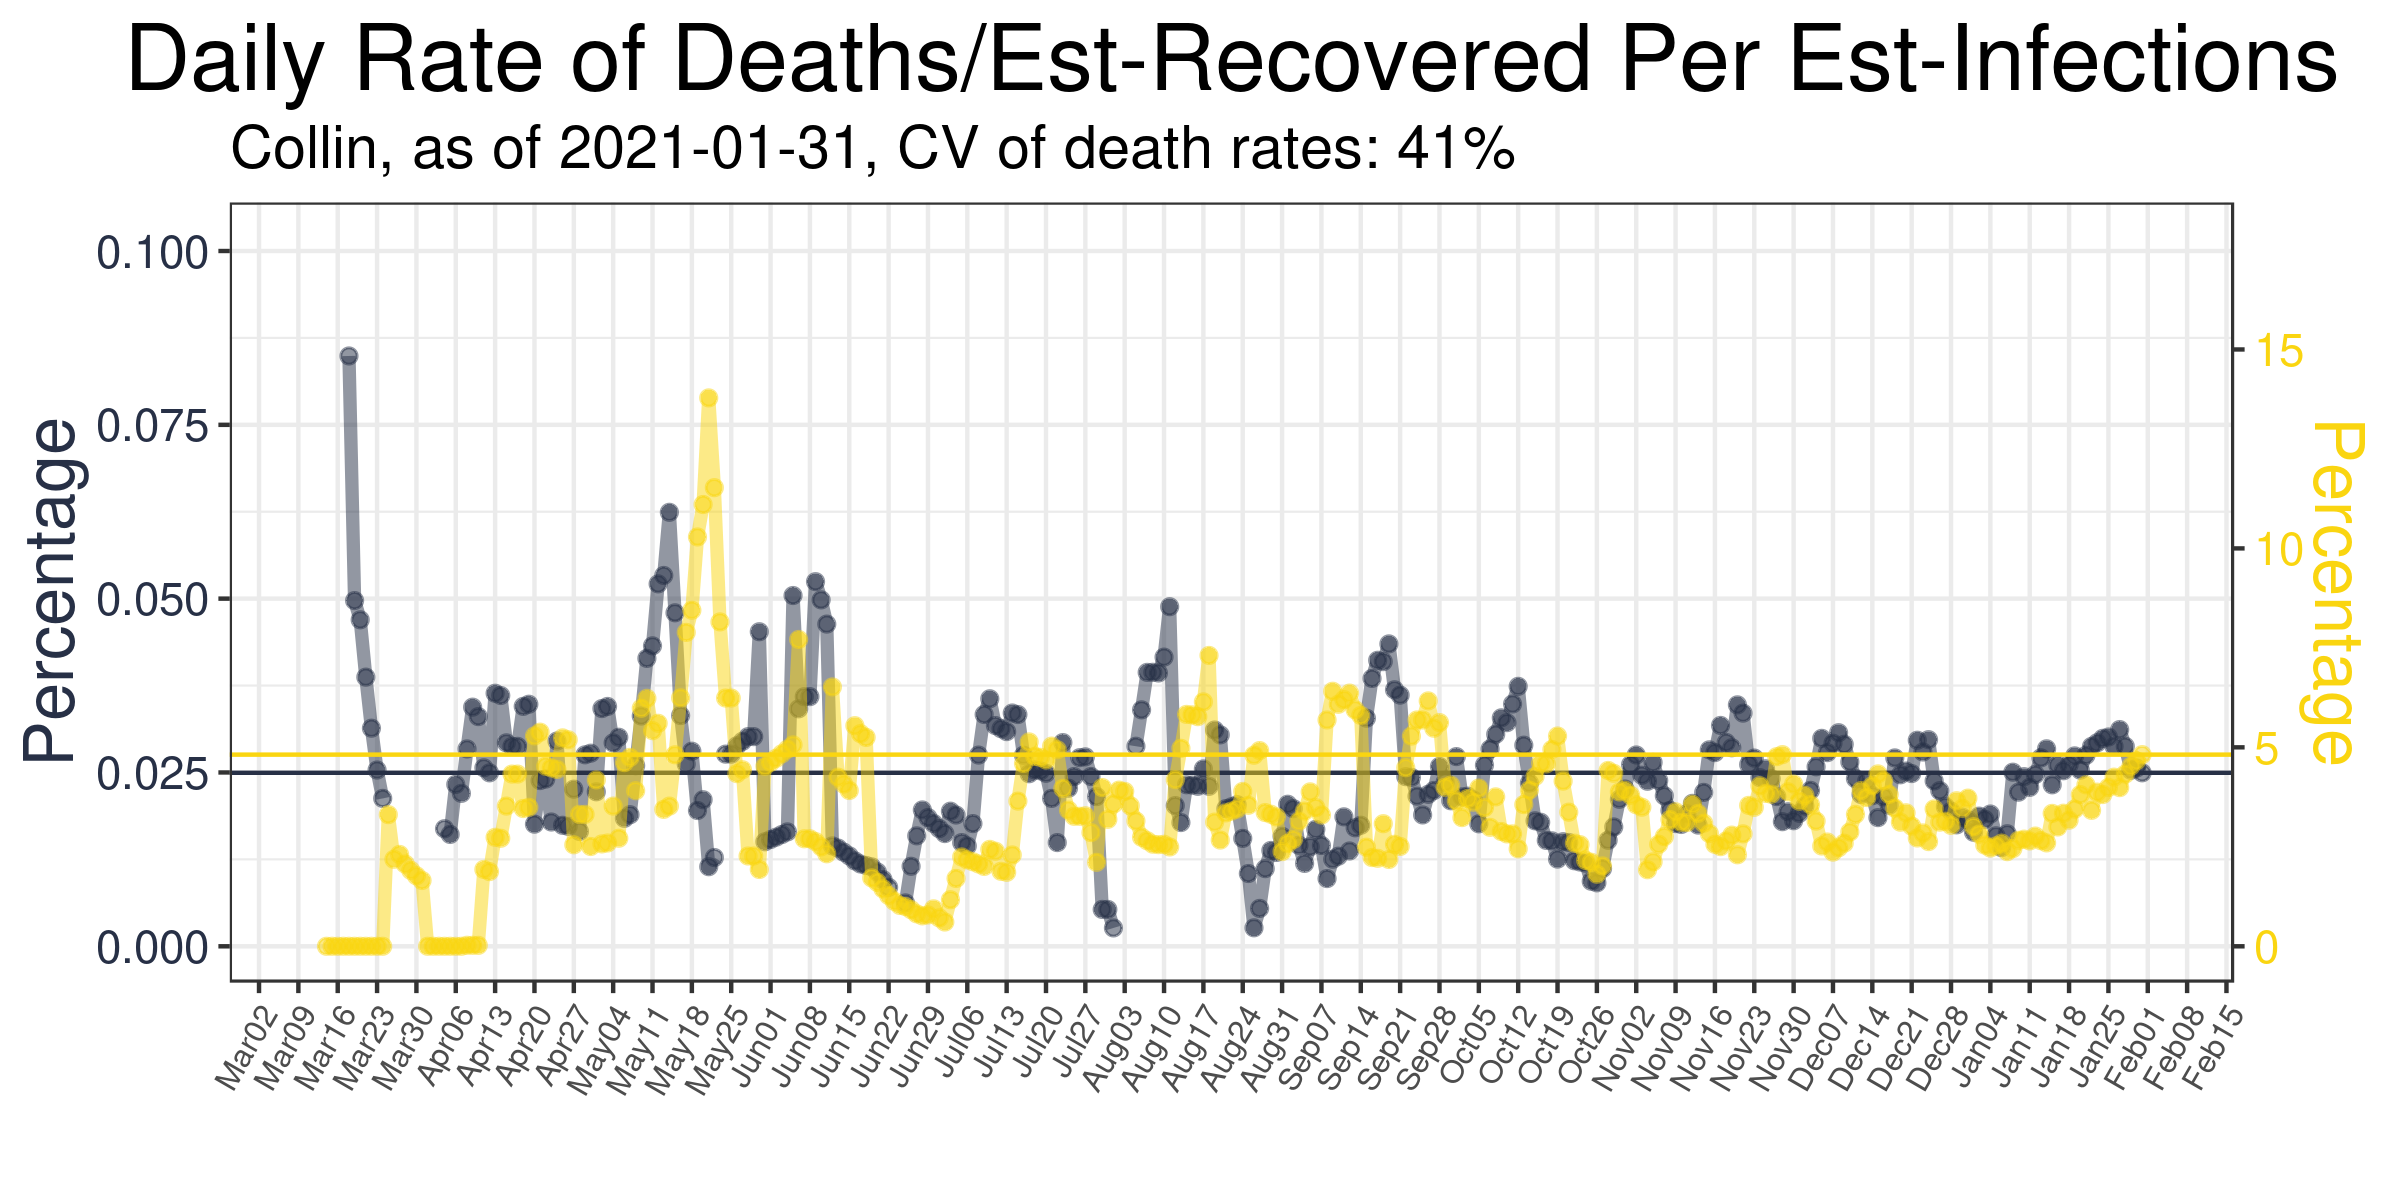 Daily Rate of Deaths/Est-Recovered Per Est-Infections
Collin, as of 2021-01-31, CV of death rates: 41%
Percentage
0.100
0.075
0.050
0.025
0.000
15
10
5
0
Percentage
Mar02
Mar09
Mar16
Mar23
Mar30
Apr06
Apr13
Apr20
Apr27
May04
May11
May18
May25
Jun01
Jun08
Jun15
Jun22
Jun29
Jul06
Jul13
Jul20
Jul27
Aug03
Aug10
Aug17
Aug24
Aug31
Sep07
Sep14
Sep21
Sep28
Oct05
Oct12
Oct19
Oct26
Nov02
Nov09
Nov16
Nov23
Nov30
Dec07
Dec14
Dec21
Dec28
Jan04
Jan11
Jan18
Jan25
Feb01
Feb08
Feb15